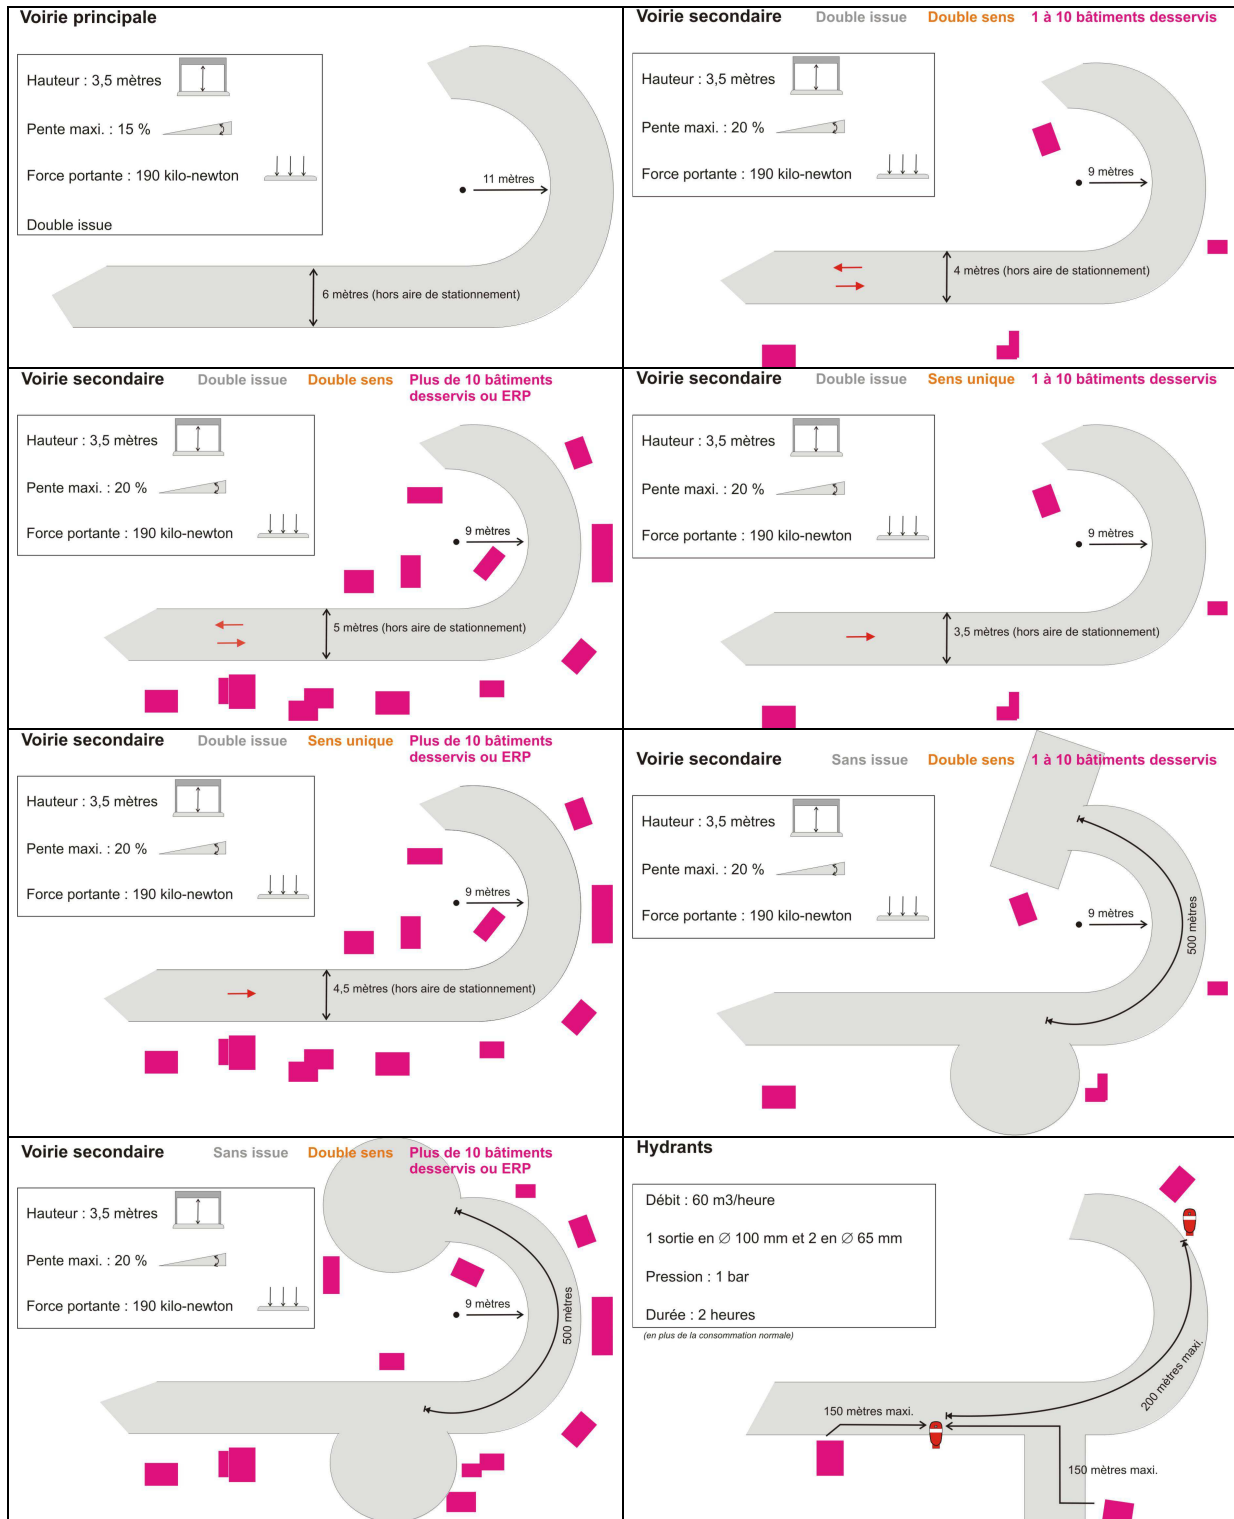 Voirie principale
Hauteur : 3,5 mètres
Pente maxi. : 15 %
Force portante : 190 kilo-newton
Double issue
11 mètres
6 mètres (hors aire de stationnement)
Voirie secondaire Double issue Double sens 1 à 10 bâtiments desservis
Hauteur : 3,5 mètres
Pente maxi. : 20 %
Force portante : 190 kilo-newton
9 mètres
4 mètres (hors aire de stationnement)
Voirie secondaire Double issue Double sens Plus de 10 bâtiments
desservis ou ERP
Hauteur : 3,5 mètres
Pente maxi. : 20 %
Force portante : 190 kilo-newton
9 mètres
5 mètres (hors aire de stationnement)
Voirie secondaire Double issue Sens unique 1 à 10 bâtiments desservis
Hauteur : 3,5 mètres
Pente maxi. : 20 %
Force portante : 190 kilo-newton
9 mètres
3,5 mètres (hors aire de stationnement)
Voirie secondaire Double issue Sens unique Plus de 10 bâtiments
desservis ou ERP
Hauteur : 3,5 mètres
Pente maxi. : 20 %
Force portante : 190 kilo-newton
9 mètres
4,5 mètres (hors aire de stationnement)
Voirie secondaire Sans issue Double sens 1 à 10 bâtiments desservis
Hauteur : 3,5 mètres
Pente maxi. : 20 %
Force portante : 190 kilo-newton
9 mètres
500 mètres
Voirie secondaire Sans issue Double sens Plus de 10 bâtiments
desservis ou ERP
Hauteur : 3,5 mètres
Pente maxi. : 20 %
Force portante : 190 kilo-newton
9 mètres
500 mètres
Hydrants
Débit : 60 m3/heure
1 sortie en ∅ 100 mm et 2 en ∅ 65 mm
Pression : 1 bar
Durée : 2 heures
(en plus de la consommation normale)
200 mètres maxi.
150 mètres maxi.
150 mètres maxi.